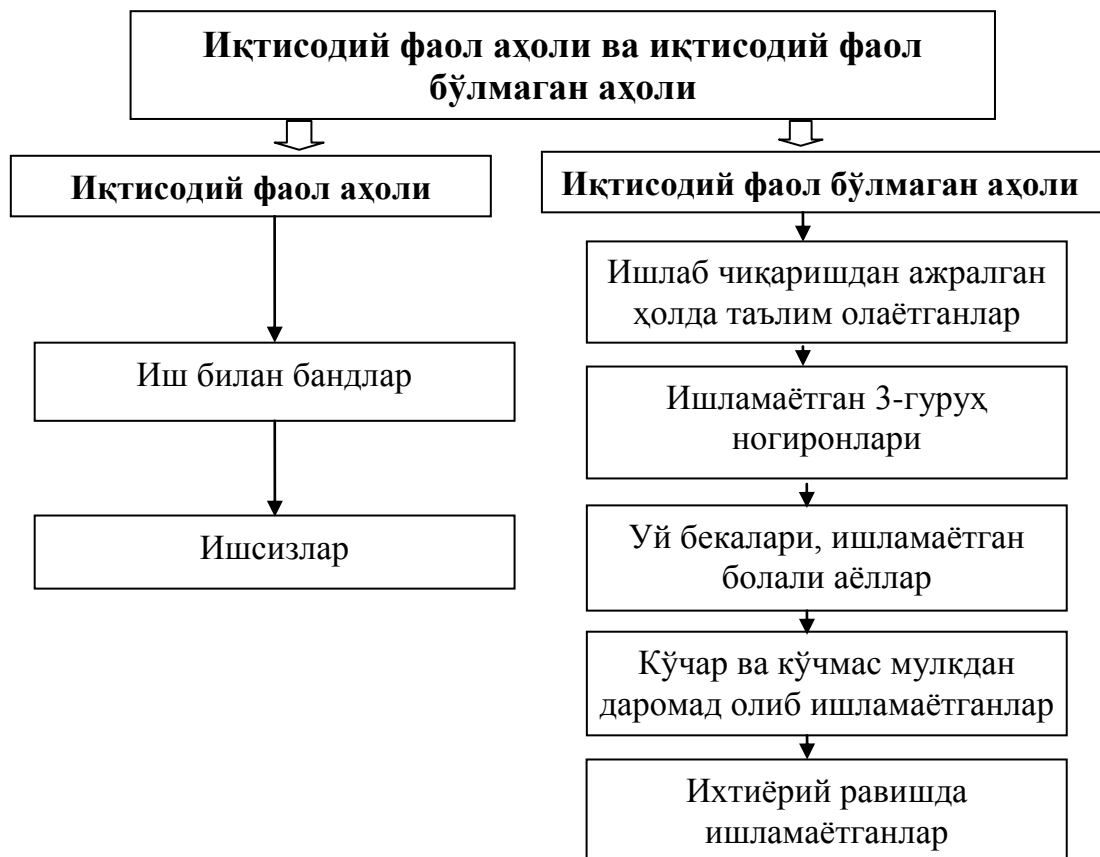 Иқтисодий фаол аҳоли ва иқтисодий фаол
бўлмаган аҳоли
Иқтисодий фаол аҳоли
Иқтисодий фаол бўлмаган аҳоли
Ишлаб чиқаришдан ажралган
ҳолда таълим олаётганлар
Иш билан бандлар
Ишламаётган 3-гуруҳ
ногиронлари
Ишсизлар
Уй бекалари, ишламаётган
болали аёллар
Кўчар ва кўчмас мулкдан
даромад олиб ишламаётганлар
Ихтиёрий равишда
ишламаётганлар